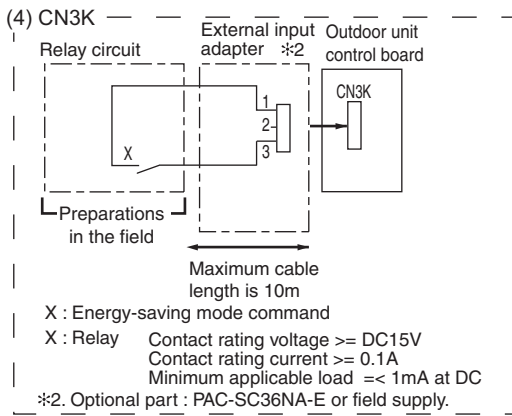 (4) CN3K
External input
adapter ※2
Outdoor unit
control board
Relay circuit
CN3K
1
2
3
X
Preparations
in the field
Maximum cable
length is 10m
X : Energy-saving mode command
X : Relay Contact rating voltage >= DC15V
Contact rating current >= 0.1A
Minimum applicable load =< 1mA at DC
※2. Optional part : PAC-SC36NA-E or field supply.